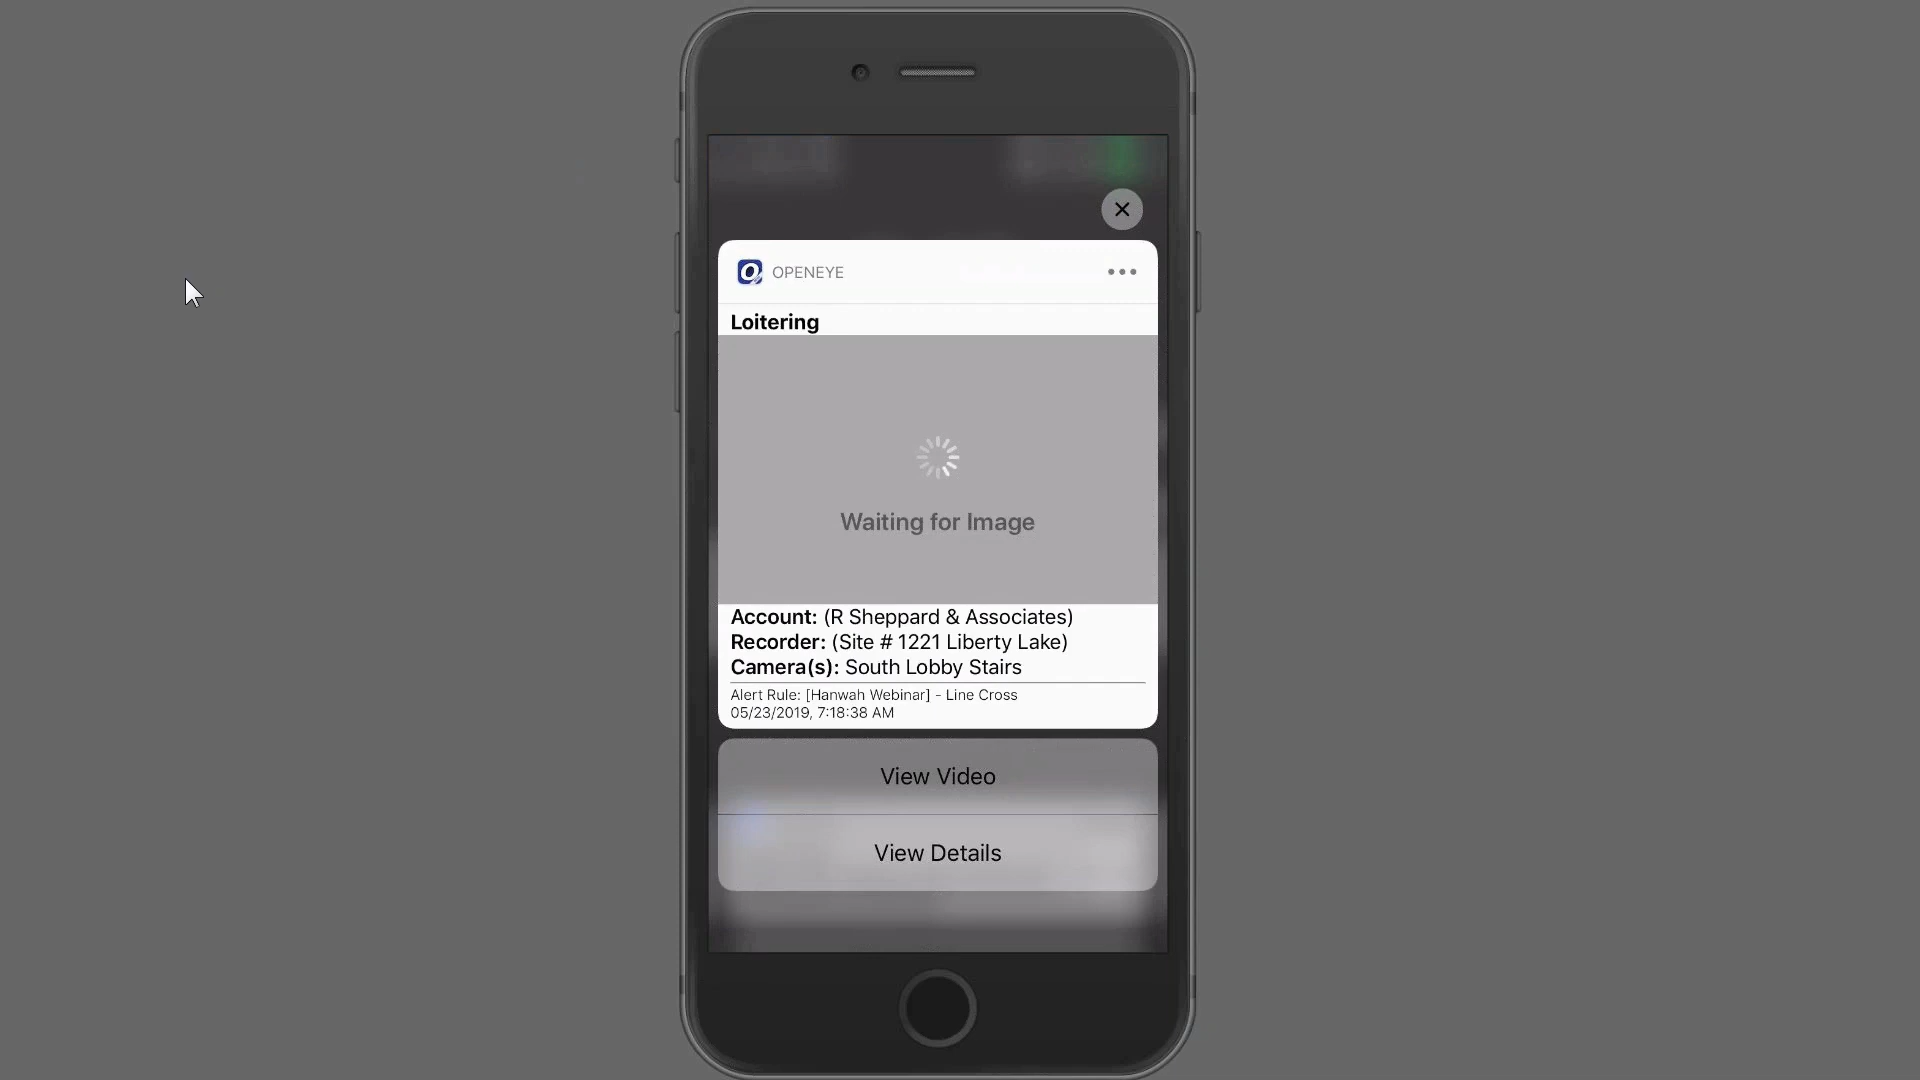 OPENEYE
Loitering
Waiting for Image
Account: (R Sheppard & Associates)
Recorder: (Site # 1221 Liberty Lake)
Camera(s): South Lobby Stairs
Alert Rule: [Hanwah Webinar] - Line Cross
05/23/2019, 7:18:38 AM
View Video
View Details